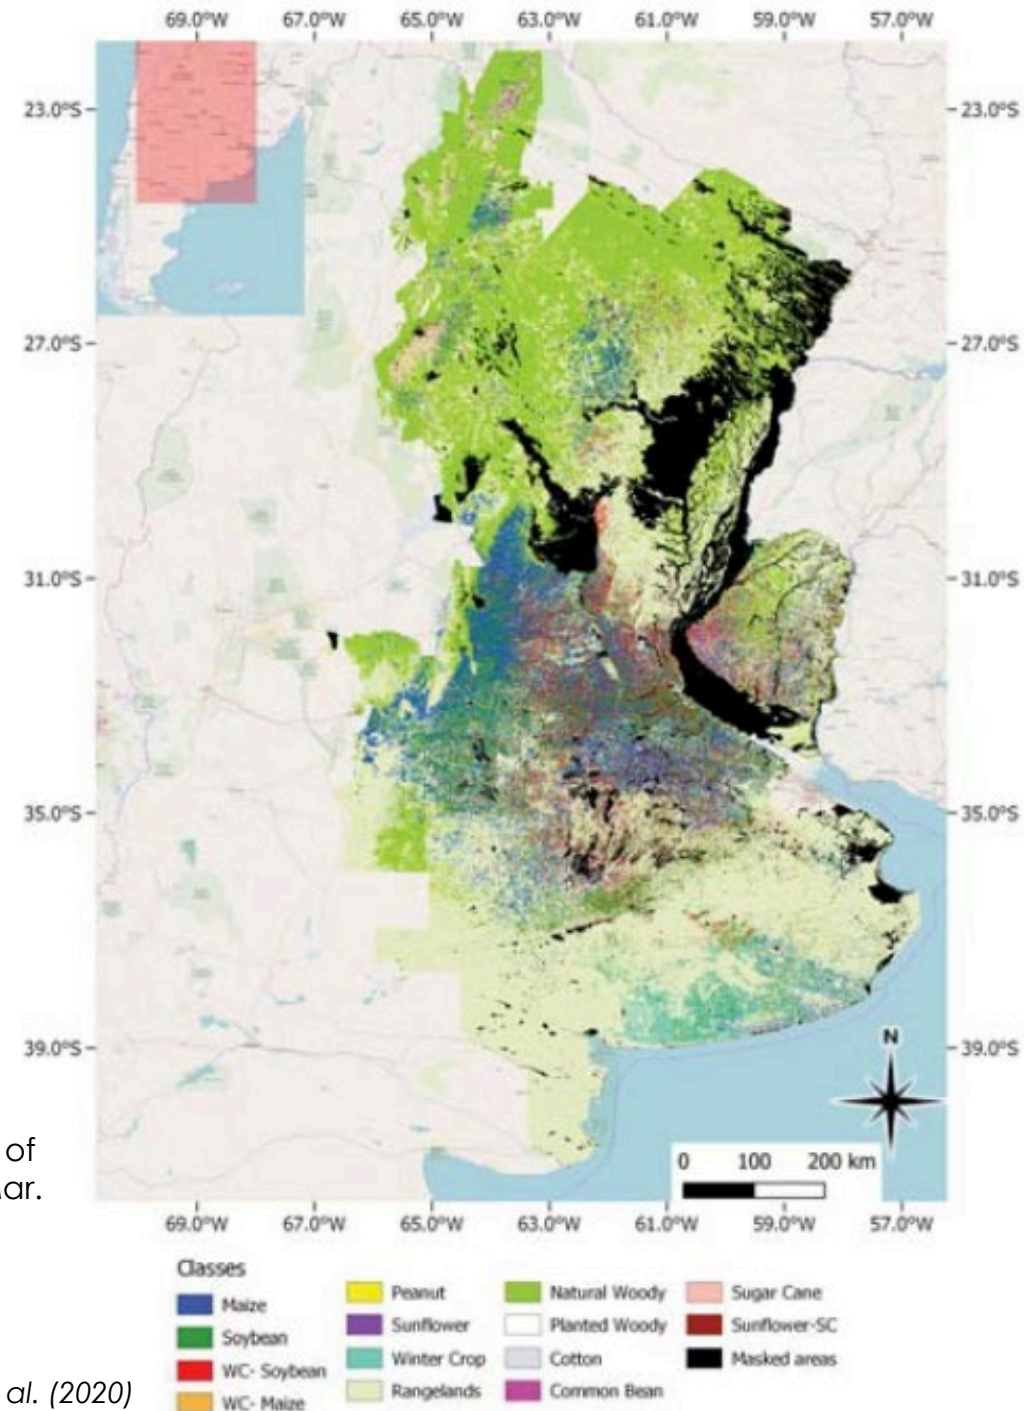 69.0°W 67.0°W 65.0°W 63.0°W 61.0°W 59.0°W 57.0°W
23.0°S 23.0°S
27.0°S 27.0°S
31.0°S 31.0°S
35.0°S 35.0°S
39.0°S 39.0°S
N
of
0 100 200 km
69.0°W 67.0°W 65.0°W 63.0°W 61.0°W 59.0°W 57.0°W
Classes
Maize
Soybean
WC- Soybean
WC- Maize
Peanut
Sunflower
Winter Crop
Rangelands
Natural Woody
Planted Woody
Cotton
Common Bean
Sugar Cane
Sunflower-SC
Masked areas
al. (2020)